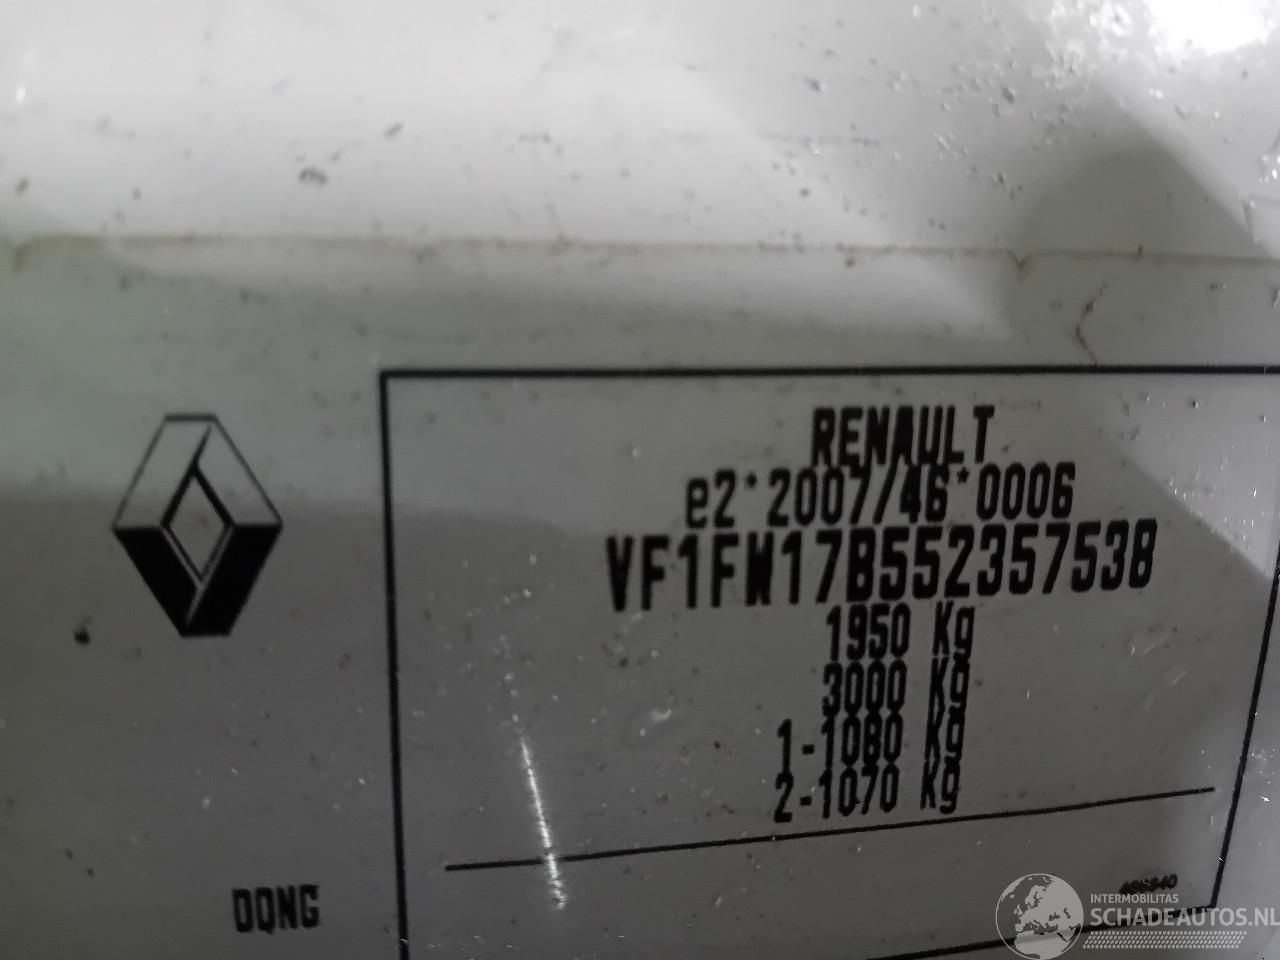 RENAULT
e2*2007/46*0006
VF1FW17B552357538
1950 Kg
3000 Kg
1-1080 Kg
2-1070 Kg
DQNG
INTERMOBILITAS
SCHADEAUTOS.NL